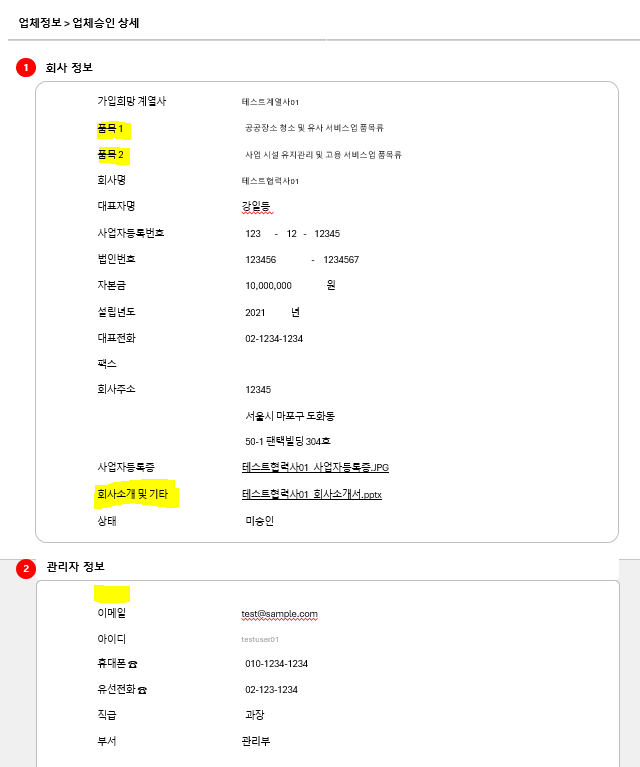 업체정보 > 업체승인 상세
1 회사 정보
가입희망 계열사 테스트계열사01
품목 1 공공장소 청소 및 유사 서비스업 품목류
품목 2 사업 시설 유지관리 및 고용 서비스업 품목류
회사명 테스트협력사01
대표자명 강일등
사업자등록번호 123 - 12 - 12345
법인번호 123456 - 1234567
자본금 10,000,000 원
설립년도 2021 년
대표전화 02-1234-1234
팩스
회사주소 12345
서울시 마포구 도화동
50-1 팬택빌딩 304호
사업자등록증 테스트협력사01_사업자등록증.JPG
회사소개 및 기타 테스트협력사01_회사소개서.pptx
상태 미승인
2 관리자 정보
이메일 test@sample.com
아이디 testuser01
휴대폰 ☎ 010-1234-1234
유선전화 ☎ 02-123-1234
직급 과장
부서 관리부